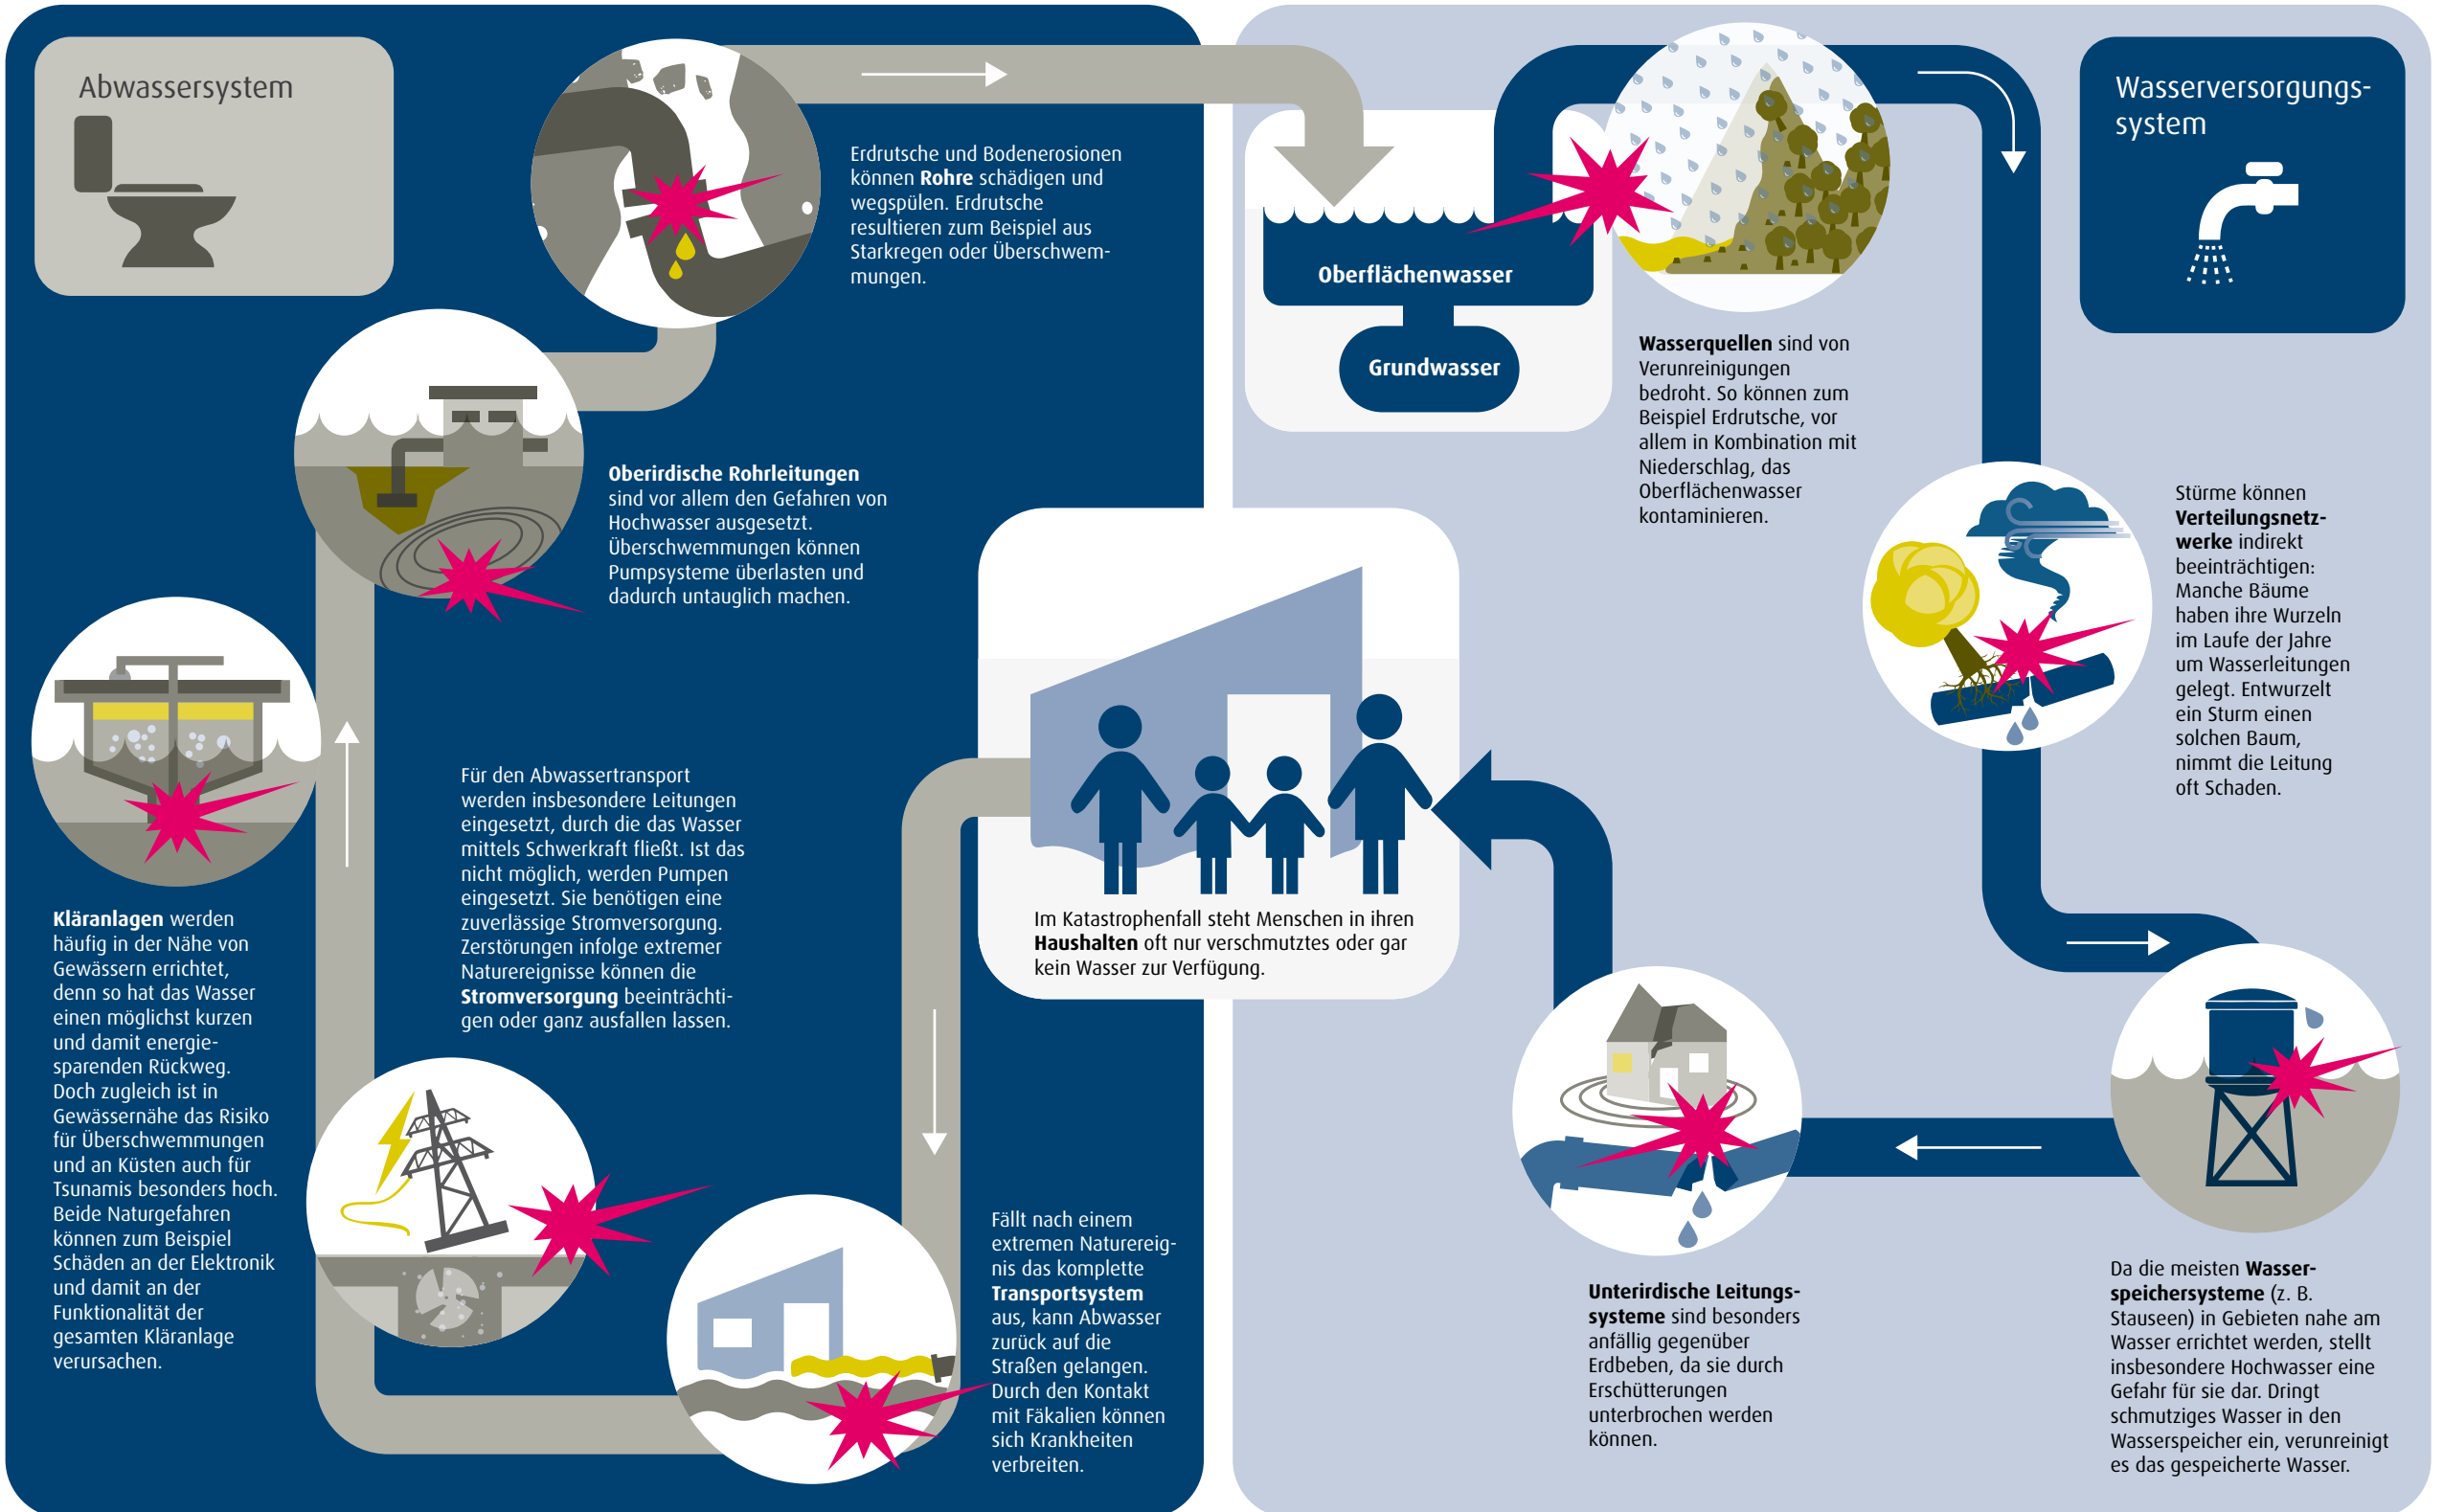 Abwassersystem
Erdrutsche und Bodenerosionen
können Rohre schädigen und
wegspülen. Erdrutsche
resultieren zum Beispiel aus
Starkregen oder Überschwem-
mungen.
Oberirdische Rohrleitungen
sind vor allem den Gefahren von
Hochwasser ausgesetzt.
Überschwemmungen können
Pumpsysteme überlasten und
dadurch untauglich machen.
Für den Abwassertransport
werden insbesondere Leitungen
eingesetzt, durch die das Wasser
mittels Schwerkraft fließt. Ist das
nicht möglich, werden Pumpen
eingesetzt. Sie benötigen eine
zuverlässige Stromversorgung.
Zerstörungen infolge extremer
Naturereignisse können die
Stromversorgung beeinträchti-
gen oder ganz ausfallen lassen.
Kläranlagen werden
häufig in der Nähe von
Gewässern errichtet,
denn so hat das Wasser
einen möglichst kurzen
und damit energie-
sparenden Rückweg.
Doch zugleich ist in
Gewässernähe das Risiko
für Überschwemmungen
und an Küsten auch für
Tsunamis besonders hoch.
Beide Naturgefahren
können zum Beispiel
Schäden an der Elektronik
und damit an der
Funktionalität der
gesamten Kläranlage
verursachen.
Fällt nach einem
extremen Naturereig-
nis das komplette
Transportsystem
aus, kann Abwasser
zurück auf die
Straßen gelangen.
Durch den Kontakt
mit Fäkalien können
sich Krankheiten
verbreiten.
Im Katastrophenfall steht Menschen in ihren
Haushalten oft nur verschmutztes oder gar
kein Wasser zur Verfügung.
Oberflächenwasser
Grundwasser
Wasserquellen sind von
Verunreinigungen
bedroht. So können zum
Beispiel Erdrutsche, vor
allem in Kombination mit
Niederschlag, das
Oberflächenwasser
kontaminieren.
Wasserversorgungs-
system
Stürme können
Verteilungsnetz-
werke indirekt
beeinträchtigen:
Manche Bäume
haben ihre Wurzeln
im Laufe der Jahre
um Wasserleitungen
gelegt. Entwurzelt
ein Sturm einen
solchen Baum,
nimmt die Leitung
oft Schaden.
Unterirdische Leitungs-
systeme sind besonders
anfällig gegenüber
Erdbeben, da sie durch
Erschütterungen
unterbrochen werden
können.
Da die meisten Wasser-
speichersysteme (z. B.
Stauseen) in Gebieten nahe am
Wasser errichtet werden, stellt
insbesondere Hochwasser eine
Gefahr für sie dar. Dringt
schmutziges Wasser in den
Wasserspeicher ein, verunreinigt
es das gespeicherte Wasser.